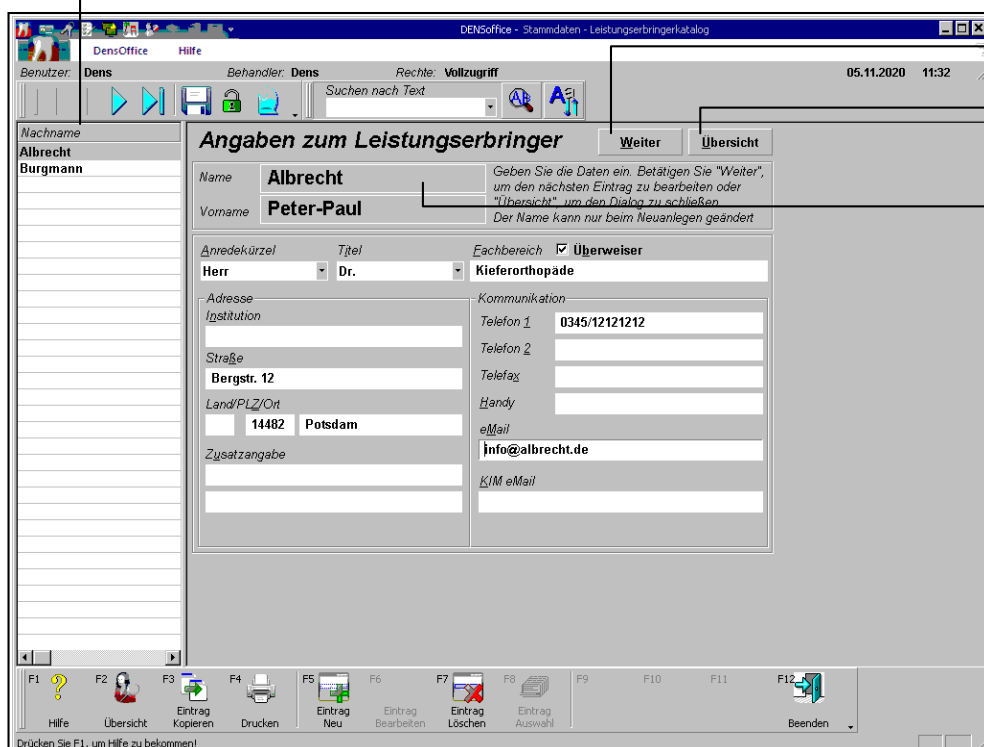 DENSoffice - Stammdaten - Leistungserbringerkatalog
DensOffice Hilfe
Benutzer: Dens Behandler: Dens Rechte: Vollzugriff 05.11.2020 11:32
Suchen nach Text
Nachname
Albrecht
Burgmann
Angaben zum Leistungserbringer Weiter Übersicht
Name Albrecht
Vorname Peter-Paul
Geben Sie die Daten ein. Betätigen Sie "Weiter",
um den nächsten Eintrag zu bearbeiten oder
"Übersicht", um den Dialog zu schließen
Der Name kann nur beim Neuanlegen geändert
Anredekürzel Titel Fachbereich Überweiser
Herr Dr. Kieferorthopäde
Adresse
Institution
Straße
Bergstr. 12
Land/PLZ/Ort
14482 Potsdam
Zusatzangabe
Kommunikation
Telefon 1 0345/12121212
Telefon 2
Telefax
Handy
eMail
info@albrecht.de
KIM eMail
F1 Hilfe
F2 Übersicht
F3 Eintrag Kopieren
F4 Drucken
F5 Eintrag Neu
F6 Eintrag Bearbeiten
F7 Eintrag Löschen
F8 Eintrag Auswahl
F9
F10
F11
F12 Beenden
Drücken Sie F1, um Hilfe zu bekommen!